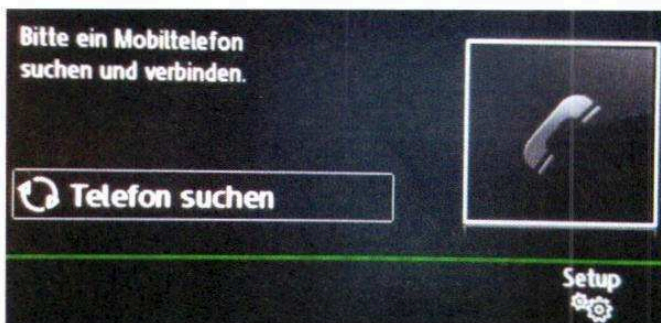 Bitte ein Mobiltelefon
suchen und verbinden.
Telefon suchen
Setup